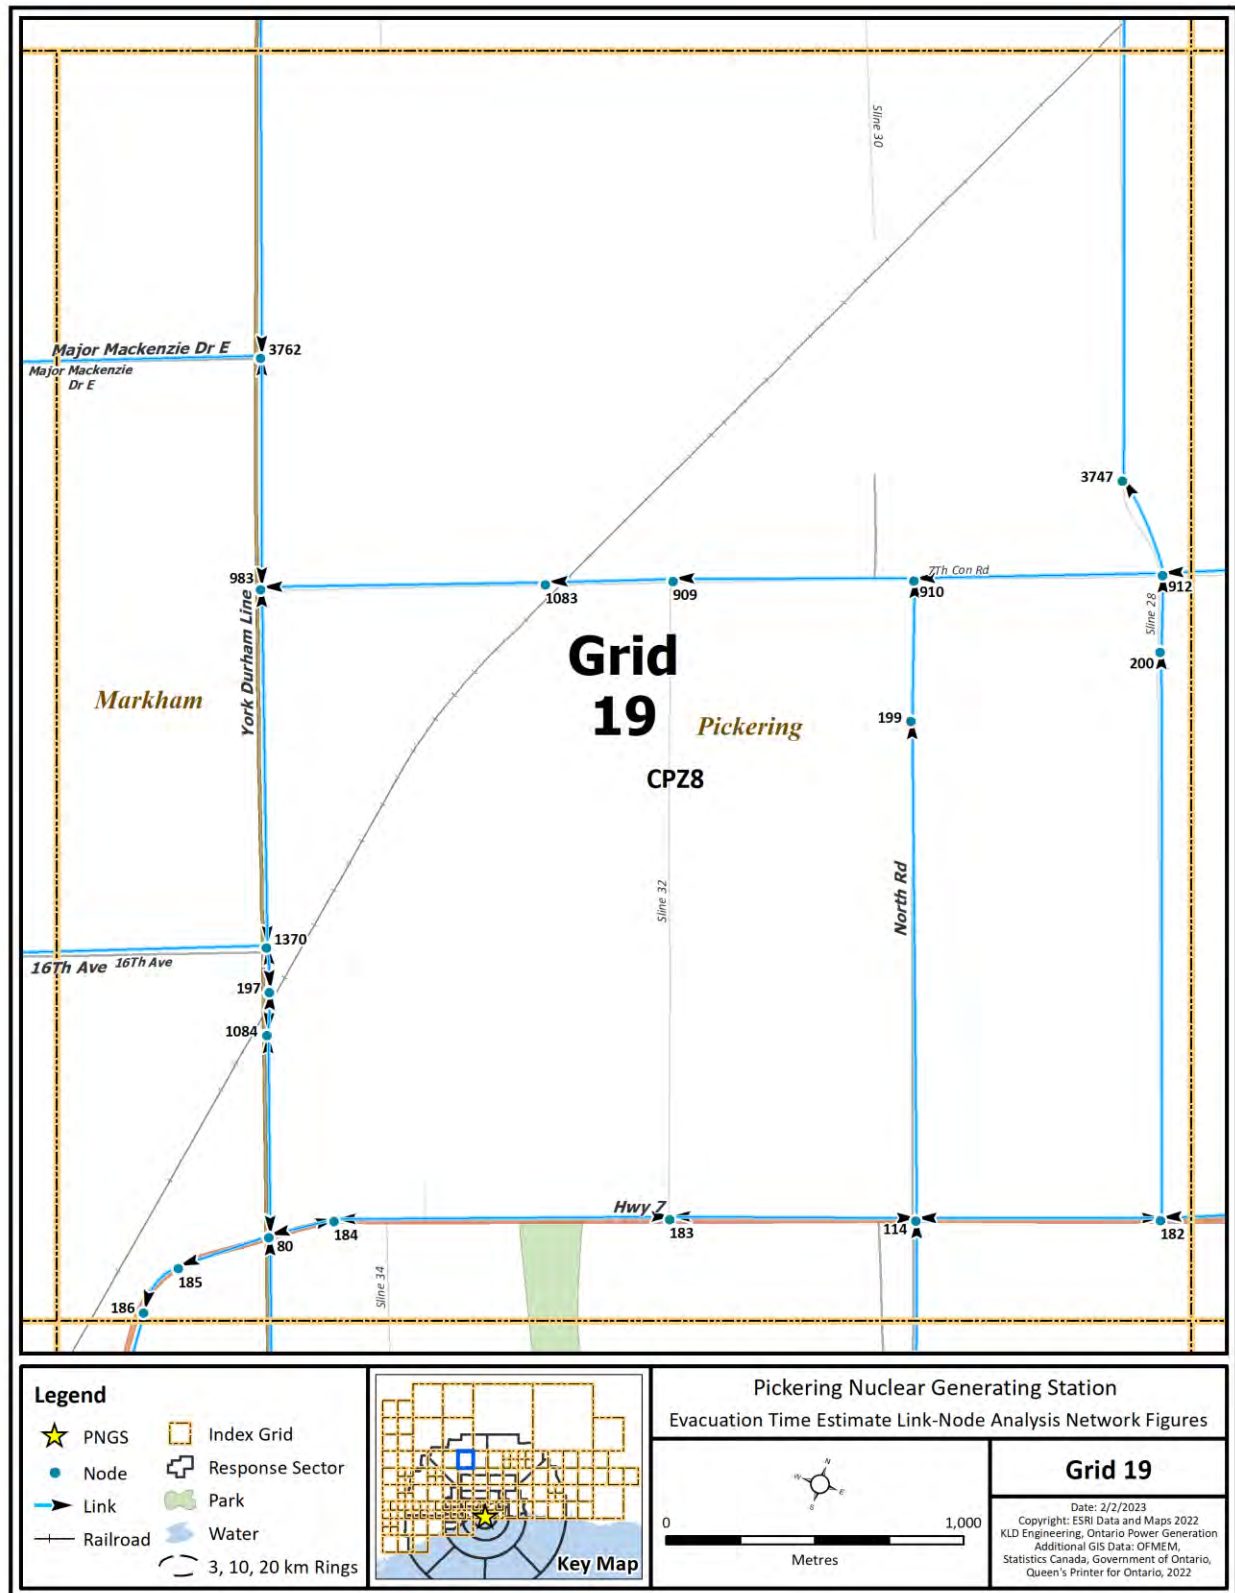 Sline 30
Major Mackenzie Dr E
3762
Major Mackenzie
Dr E
3747
983
7Th Con Rd
1083
909
910
912
Sline 28
York Durham Line
Grid
19
200
Markham
Pickering
199
CPZ8
Sline 32
North Rd
1370
16Th Ave
16Th Ave
197
1084
Hwy 7
80
184
183
114
182
185
Sline 34
186
Legend
PNGS
Node
Link
Railroad
Index Grid
Response Sector
Park
Water
3, 10, 20 km Rings
Key Map
Pickering Nuclear Generating Station
Evacuation Time Estimate Link-Node Analysis Network Figures
N
W
E
S
0
1,000
Metres
Grid 19
Date: 2/2/2023
Copyright: ESRI Data and Maps 2022
KLD Engineering, Ontario Power Generation
Additional GIS Data: OFMEM,
Statistics Canada, Government of Ontario,
Queen's Printer for Ontario, 2022